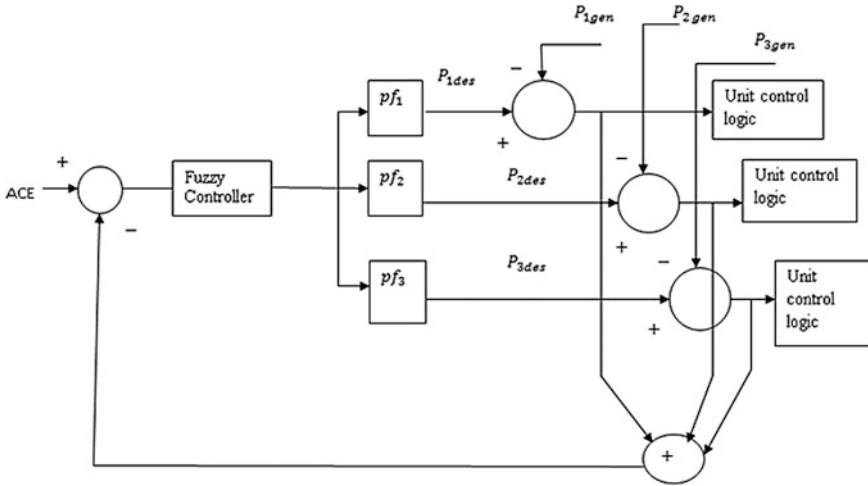 P1gen
P2gen
P3gen
−
pf1
P1des
+
Unit control
logic
ACE
+
−
Fuzzy
Controller
pf2
P2des
−
+
Unit control
logic
pf3
P3des
−
+
Unit
control
logic
+